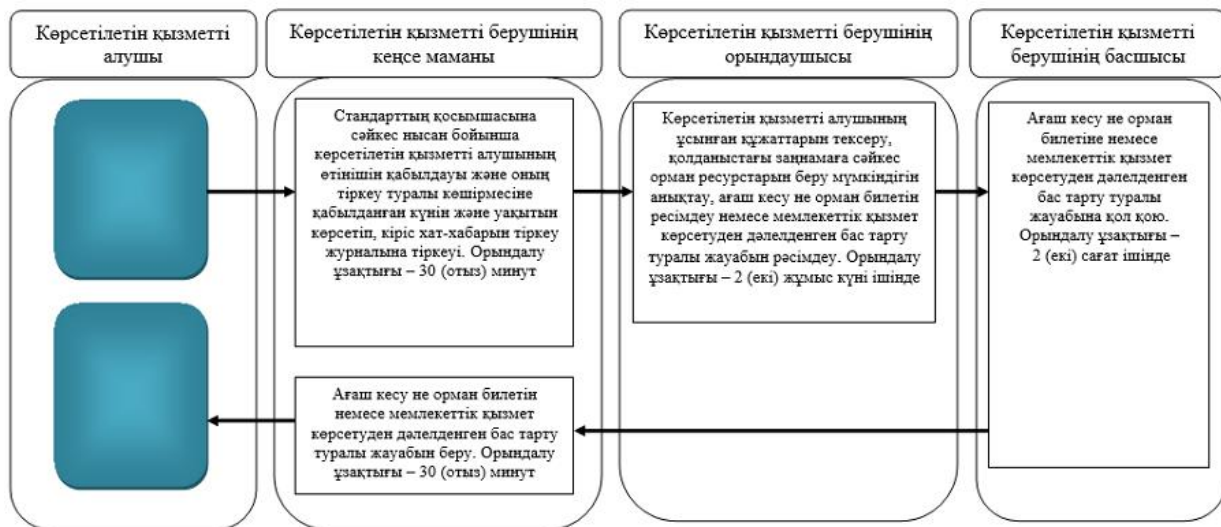 Көрсетілетін қызметті
алушы
Көрсетілетін қызметті берушінің
кеңсе маманы
Көрсетілетін қызметті берушінің
орындаушысы
Көрсетілетін қызметті
берушінің басшысы
Стандарттың қосымшасына
сәйкес нысан бойынша
көрсетілетін қызметті алушының
өтінішін қабылдауы және оның
тіркеу туралы көшірмесіне
қабылданған күнін және уақытын
көрсетіп, кіріс хат-хабарын тіркеу
журналына тіркеуі. Орындалу
ұзақтығы – 30 (отыз) минут
Көрсетілетін қызметті алушының
ұсынған құжаттарын тексеру,
қолданыстағы заңнамаға сәйкес
орман ресурстарын беру мүмкіндігін
анықтау, ағаш кесу не орман билетін
ресімдеу немесе мемлекеттік қызмет
көрсетуден дәлелденген бас тарту
туралы жауабын рәсімдеу. Орындалу
ұзақтығы – 2 (екі) жұмыс күні ішінде
Ағаш кесу не орман
билетіне немесе
мемлекеттік қызмет
көрсетуден дәлелденген
бас тарту туралы
жауабына қол қою.
Орындалу ұзақтығы –
2 (екі) сағат ішінде
Ағаш кесу не орман билетін
немесе мемлекеттік қызмет
көрсетуден дәлелденген бас тарту
туралы жауабын беру. Орындалу
ұзақтығы – 30 (отыз) минут